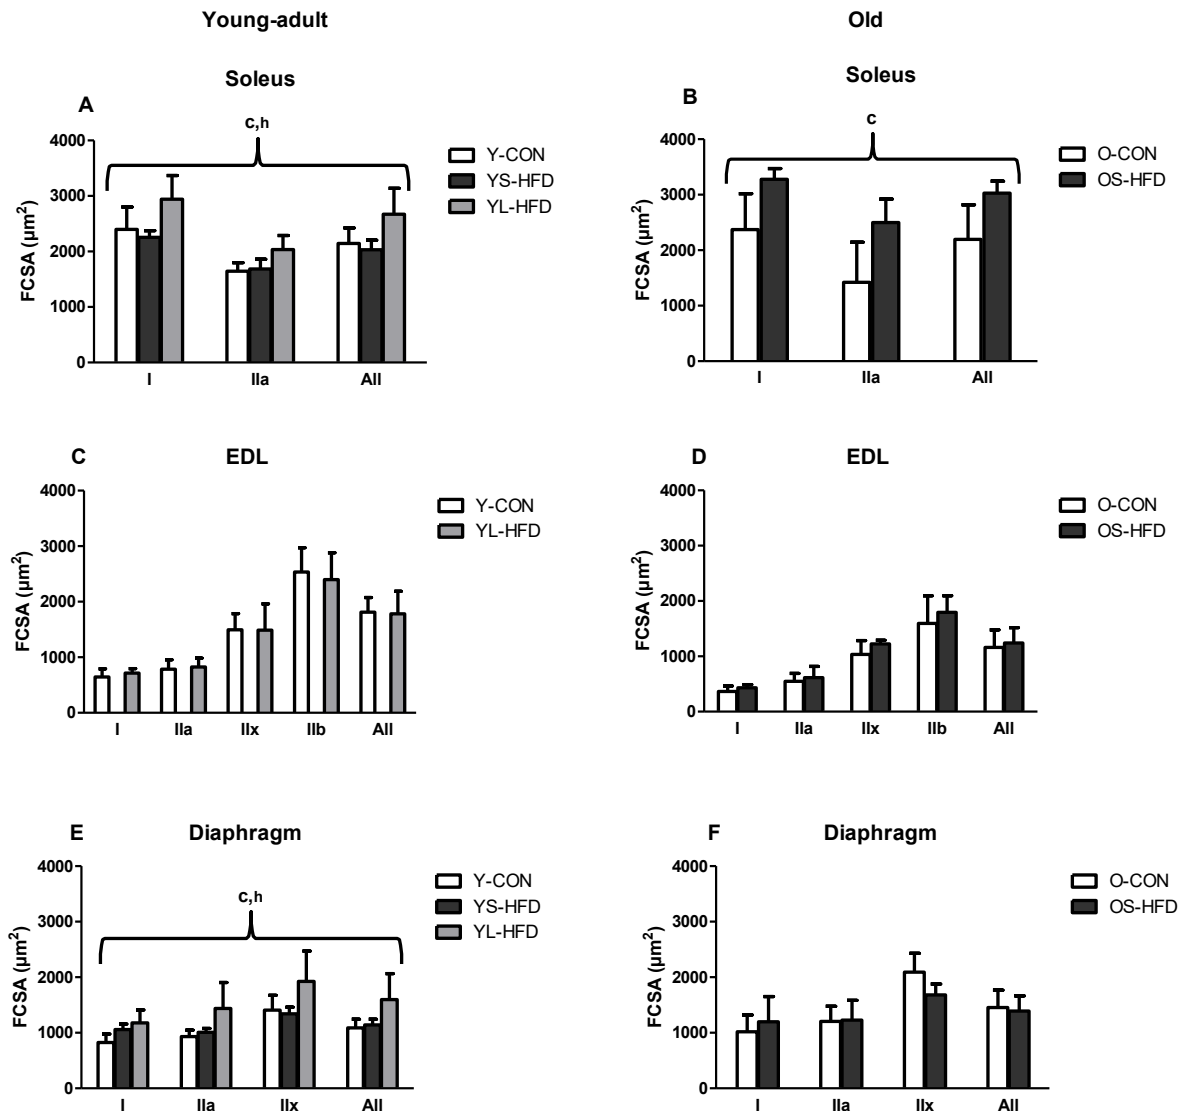 Young-adult
Old
Soleus
A
c,h
4000
3000
2000
1000
0
FCSA (µm²)
I
IIa
All
Y-CON
YS-HFD
YL-HFD
Soleus
B
c
4000
3000
2000
1000
0
FCSA (µm²)
I
IIa
All
O-CON
OS-HFD
C
EDL
4000
3000
2000
1000
0
FCSA (µm²)
I
IIa
IIx
IIb
All
Y-CON
YL-HFD
D
EDL
4000
3000
2000
1000
0
FCSA (µm²)
I
IIa
IIx
IIb
All
O-CON
OS-HFD
E
Diaphragm
c,h
4000
3000
2000
1000
0
FCSA (µm²)
I
IIa
IIx
All
Y-CON
YS-HFD
YL-HFD
F
Diaphragm
4000
3000
2000
1000
0
FCSA (µm²)
I
IIa
IIx
All
O-CON
OS-HFD